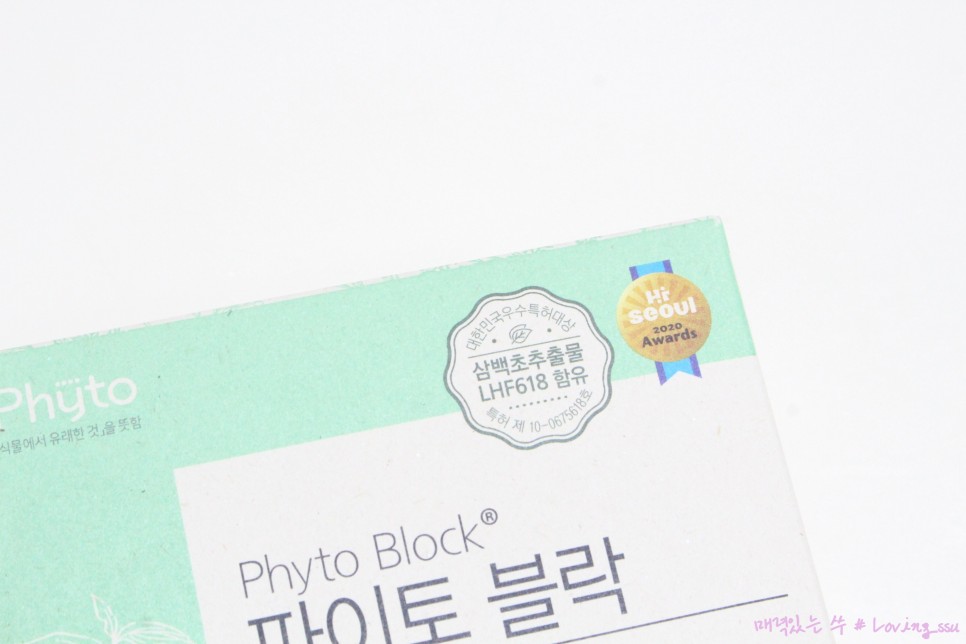 Phyto
식물에서 유래한 것」을 뜻함
대한민국우수특허대상
삼백초추출물
LHF618 함유
특허 제 10-0675618호
Hi
seoul
2020
Awards
Phyto Block®
파이토 블락
매력있는 쑤 # Loving_ssu